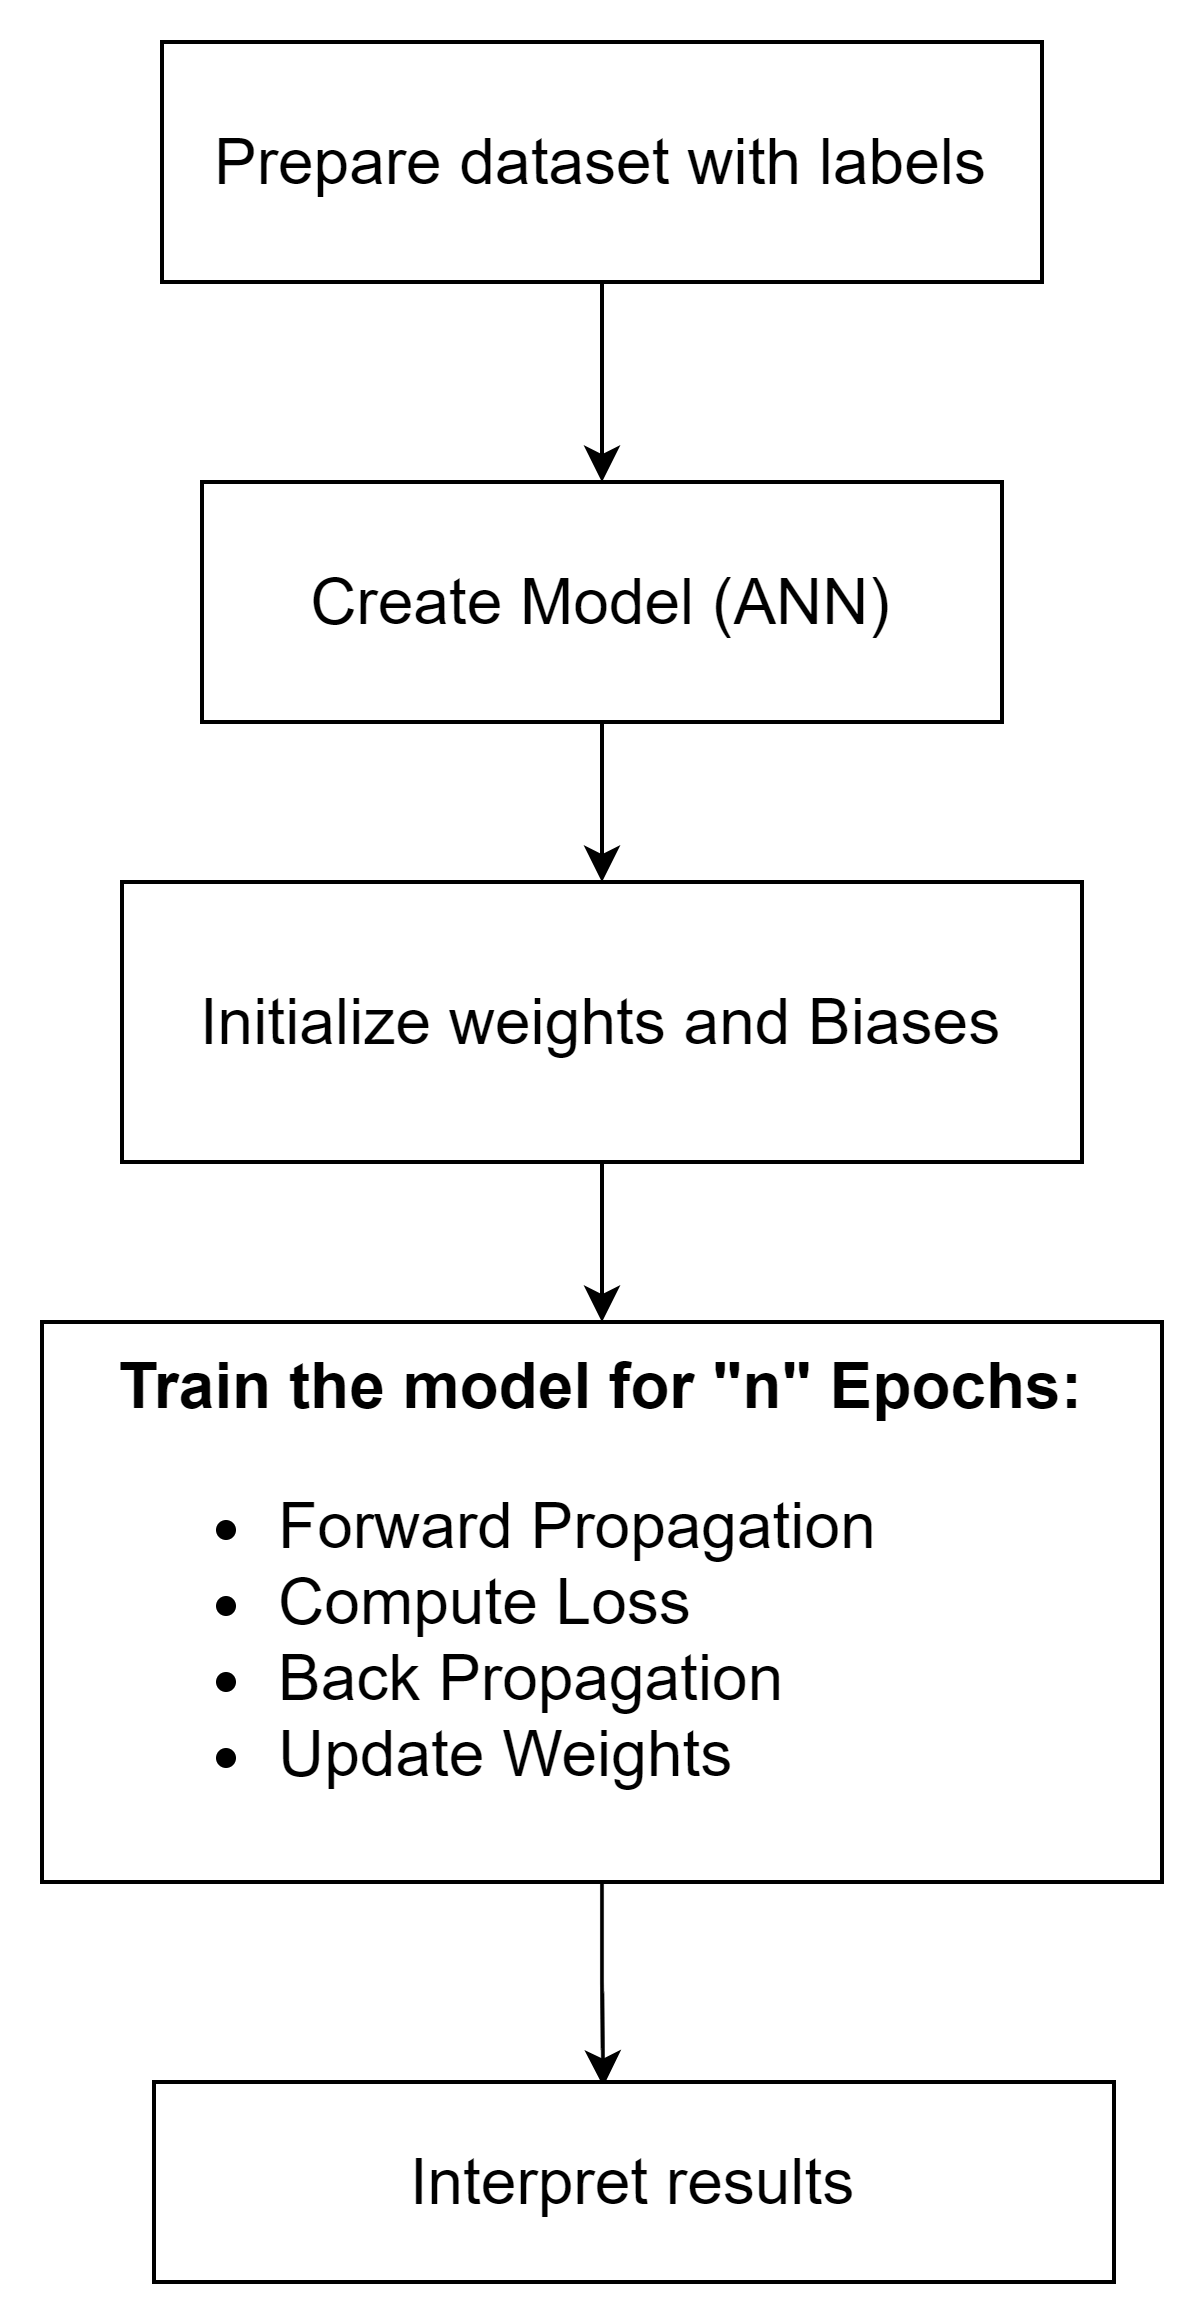 Prepare dataset with labels
Create Model (ANN)
Initialize weights and Biases
Train the model for "n" Epochs:
• Forward Propagation
• Compute Loss
• Back Propagation
• Update Weights
Interpret results